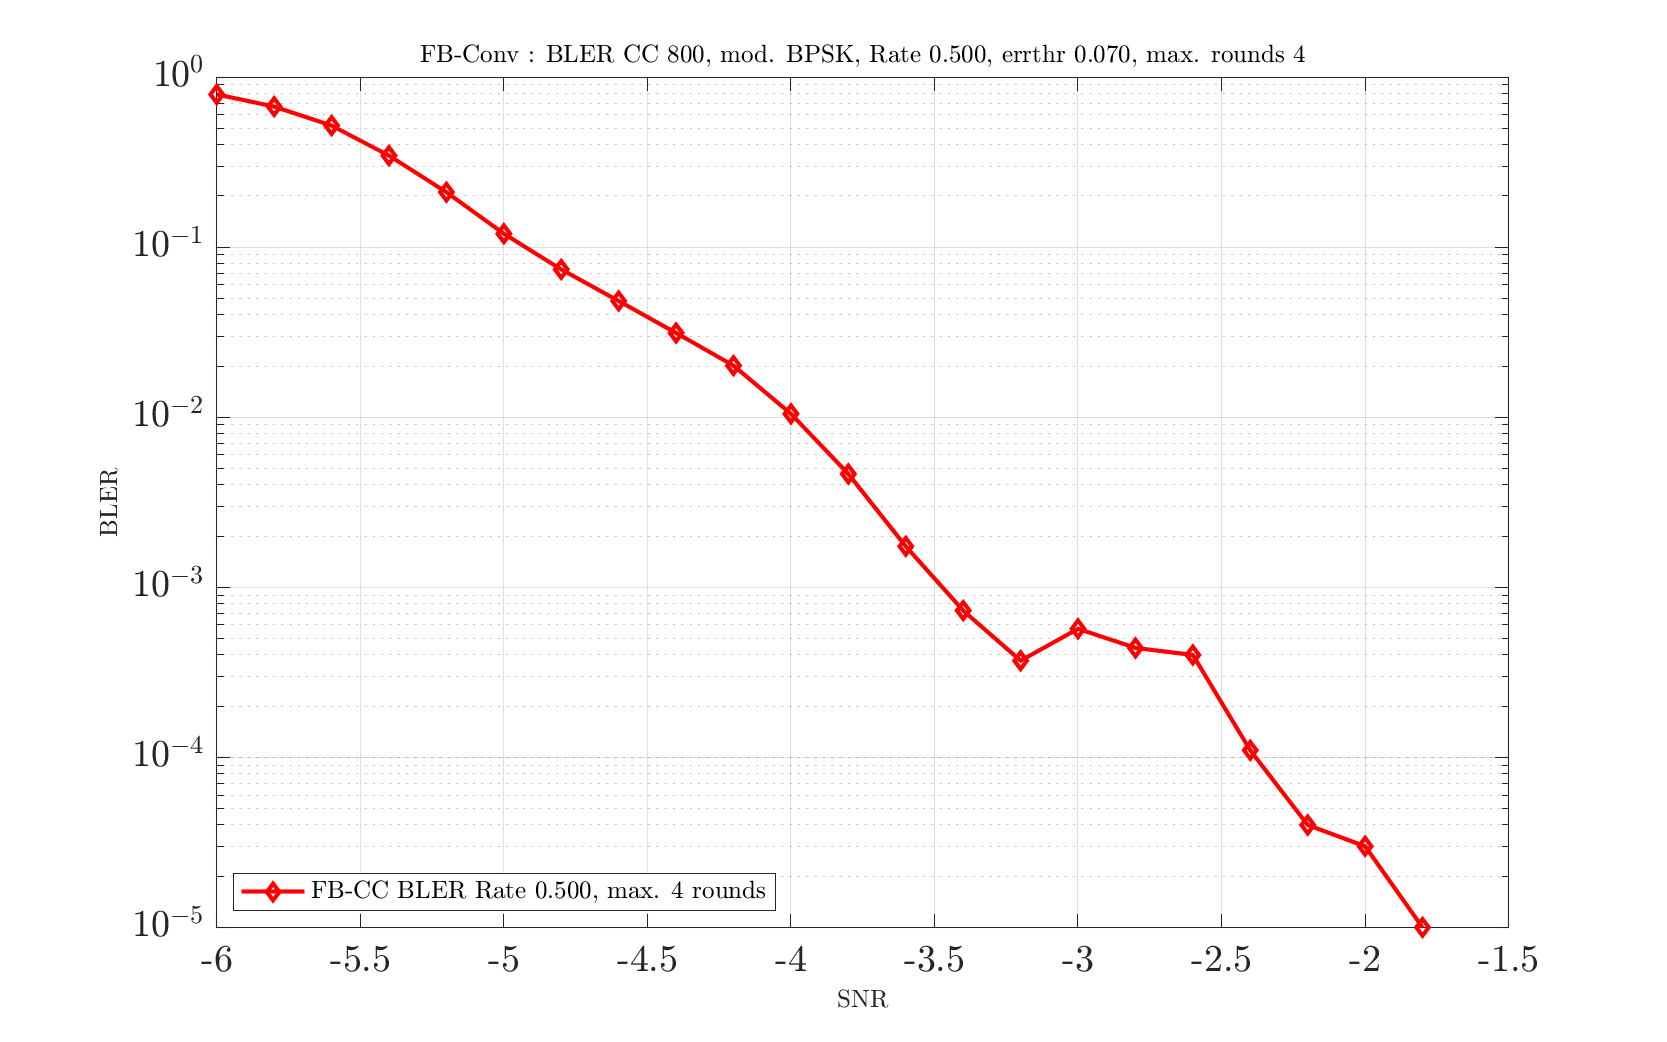 FB-Conv : BLER CC 800, mod. BPSK, Rate 0.500, errthr 0.070, max. rounds 4
10^0
10^-1
10^-2
10^-3
10^-4
10^-5
BLER
FB-CC BLER Rate 0.500, max. 4 rounds
-6 -5.5 -5 -4.5 -4 -3.5 -3 -2.5 -2 -1.5
SNR